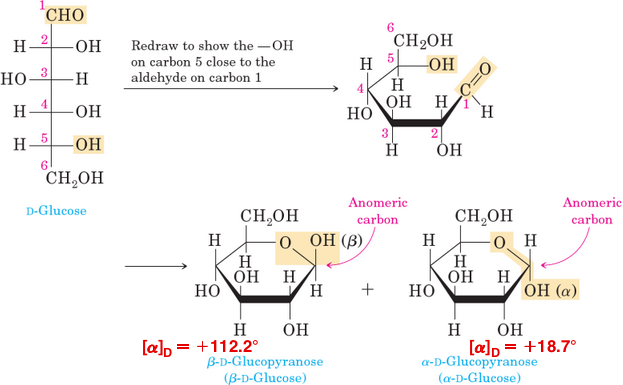 1
CHO
H 2 OH
HO 3 H
H 4 OH
H 5 OH
6
CH₂OH
D-Glucose
Redraw to show the —OH
on carbon 5 close to the
aldehyde on carbon 1
6
CH₂OH
H 5 OH O
4 H C
HO OH H 1 H
3 2
H OH
CH₂OH
H O OH (β)
H
OH H
HO H
H OH
Anomeric
carbon
[α]D = +112.2°
β-D-Glucopyranose
(β-D-Glucose)
+
CH₂OH
H O H
H
OH H
HO OH (α)
H OH
Anomeric
carbon
[α]D = +18.7°
α-D-Glucopyranose
(α-D-Glucose)